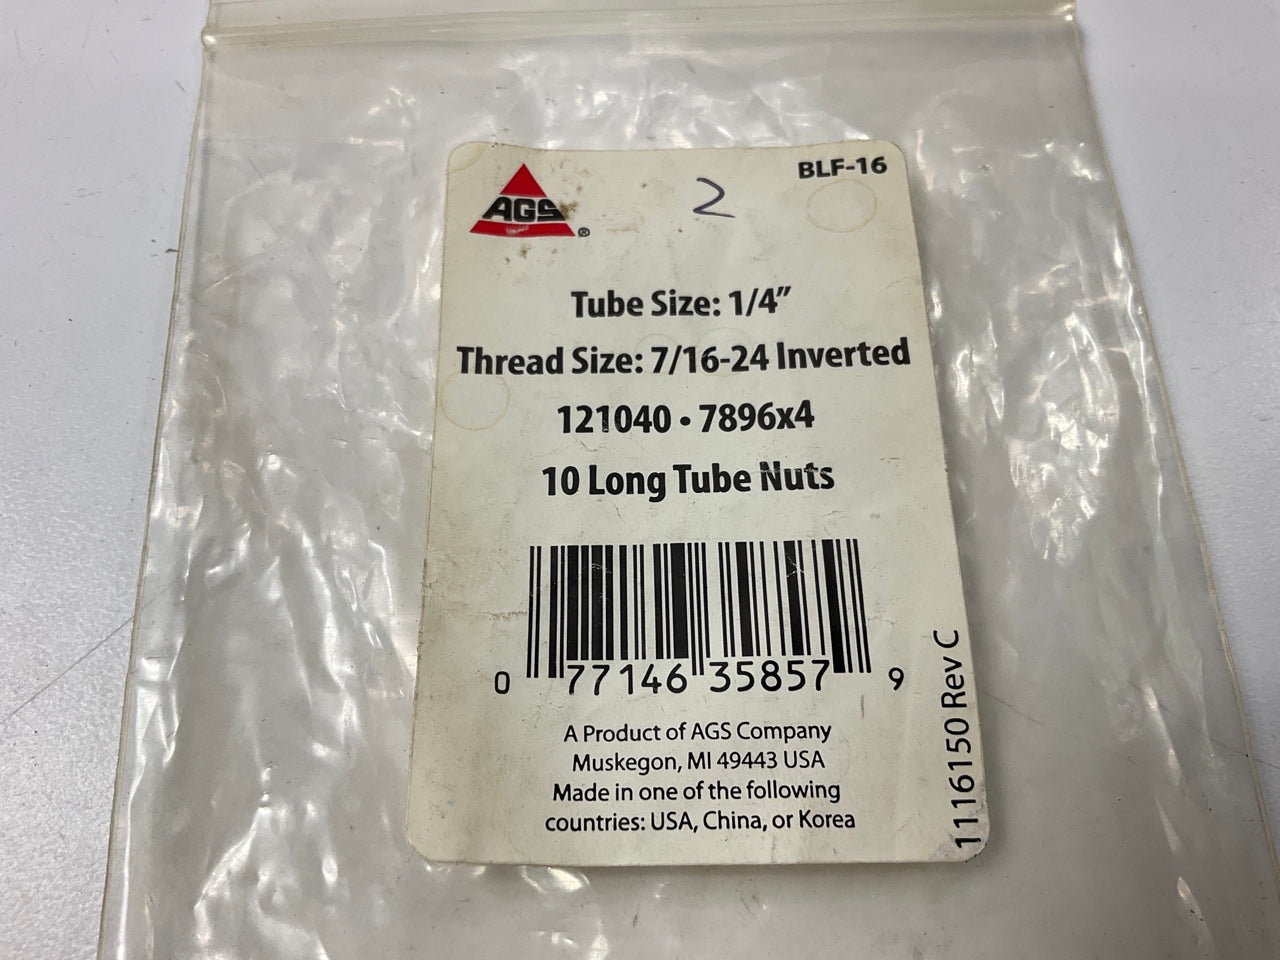 BLF-16
2
AGS®
Tube Size: 1/4"
Thread Size: 7/16-24 Inverted
121040 • 7896x4
10 Long Tube Nuts
0 77146 35857 9
A Product of AGS Company
Muskegon, MI 49443 USA
Made in one of the following
countries: USA, China, or Korea
1116150 Rev C